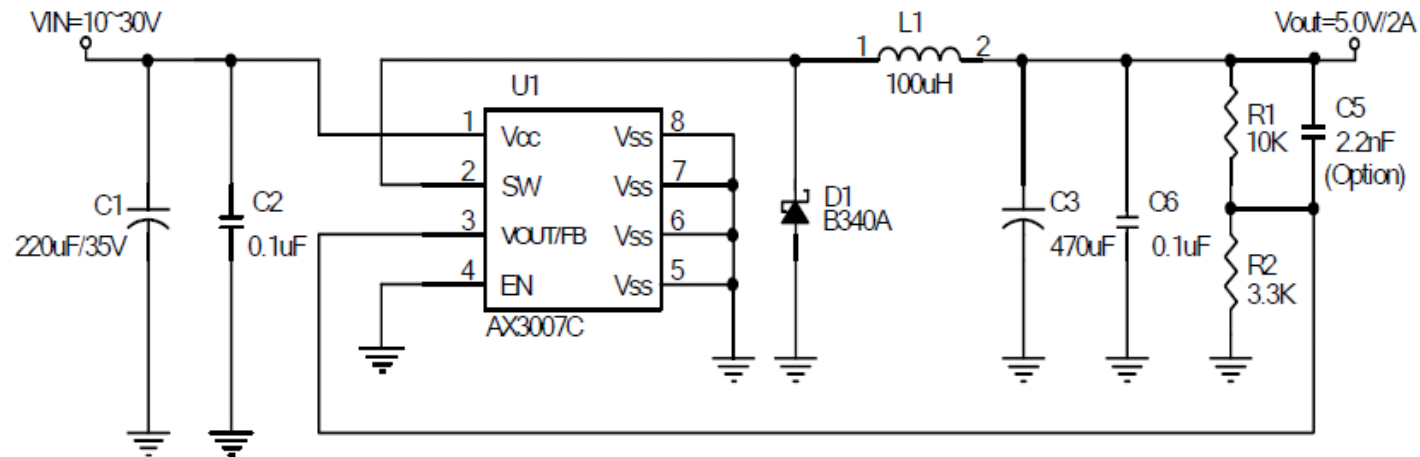 VIN=10~30V
Vout=5.0V/2A
L1
1
2
100uH
U1
1
Vcc
Vss
8
2
SW
Vss
7
3
VOUT/FB
Vss
6
4
EN
Vss
5
AX3007C
C1
220uF/35V
C2
0.1uF
D1
B340A
C3
470uF
C6
0.1uF
R1
10K
C5
2.2nF
(Option)
R2
3.3K